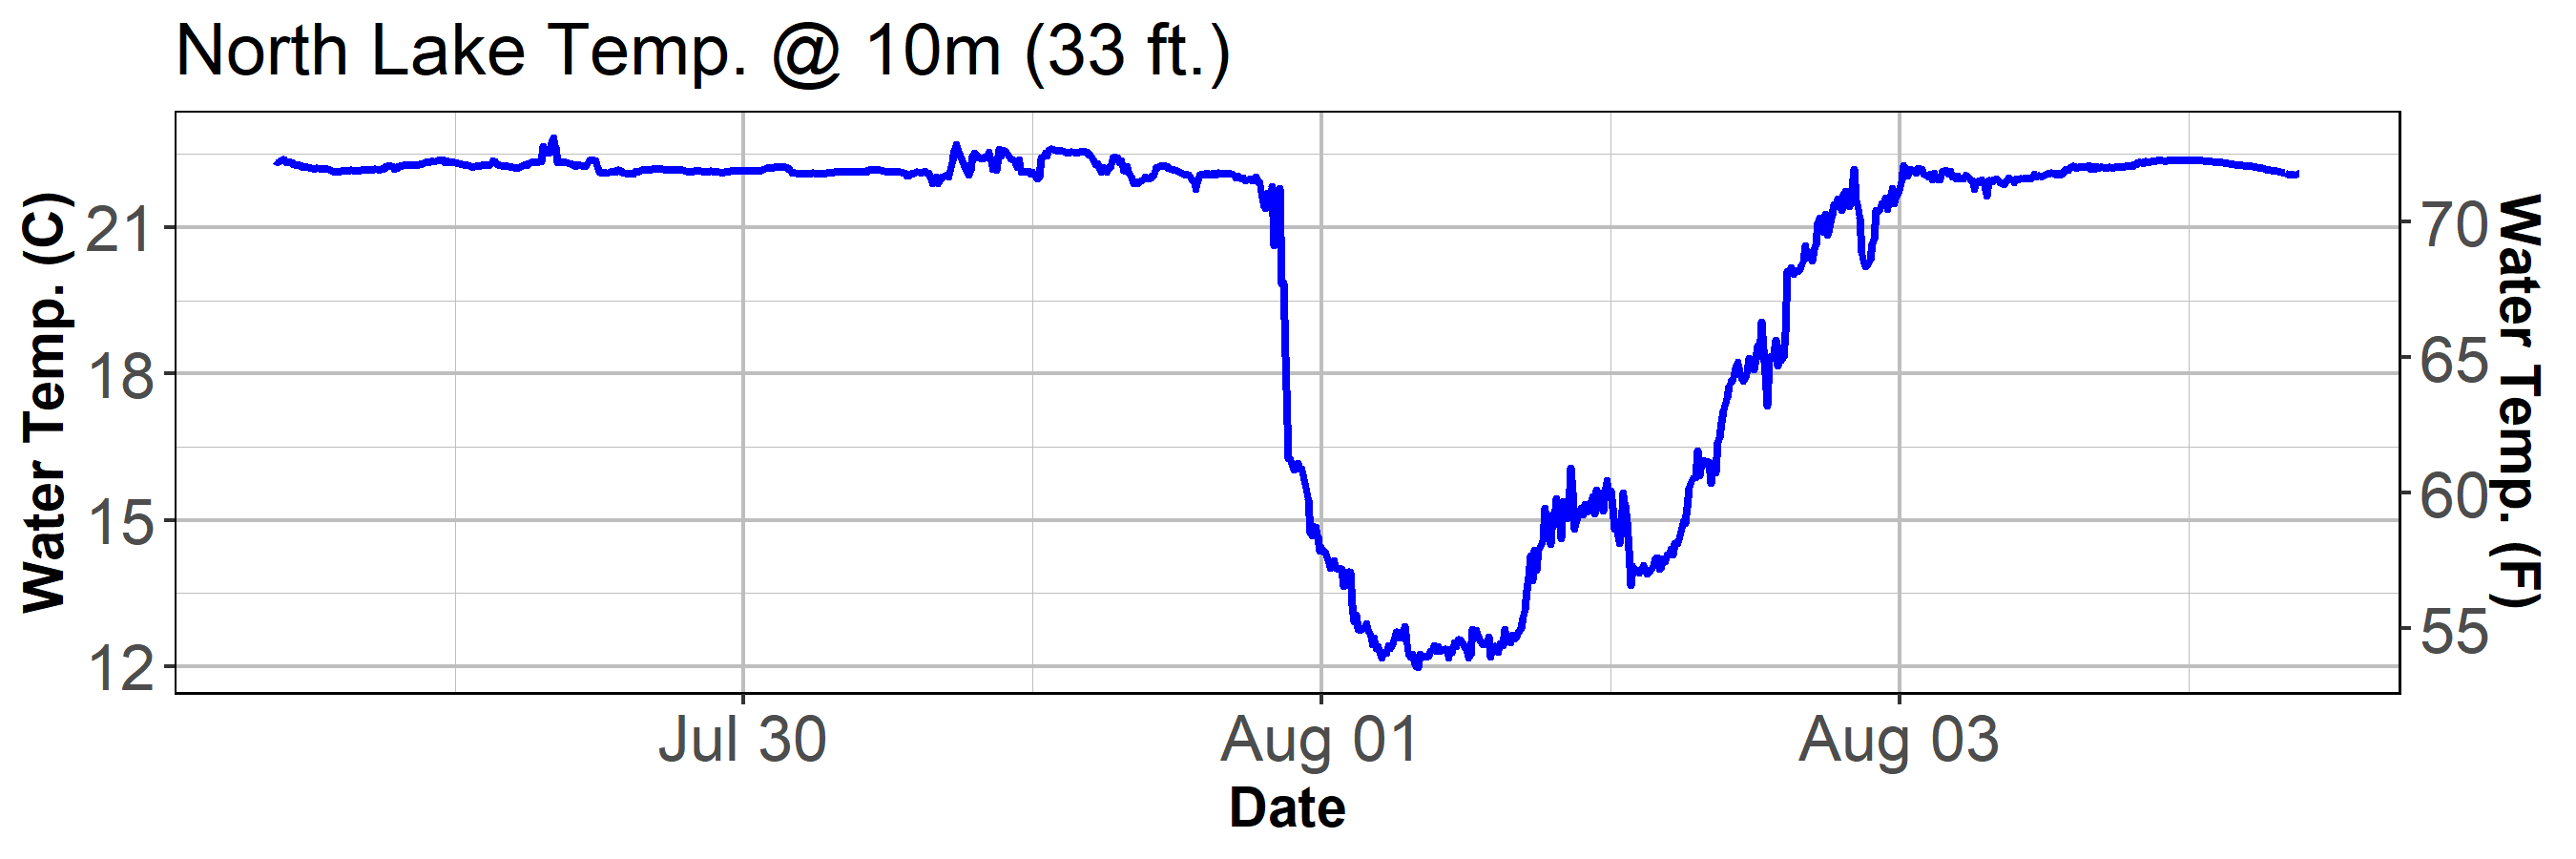 North Lake Temp. @ 10m (33 ft.)
Water Temp. (C)
21
18
15
12
70
65
60
55
Water Temp. (F)
Jul 30
Aug 01
Aug 03
Date